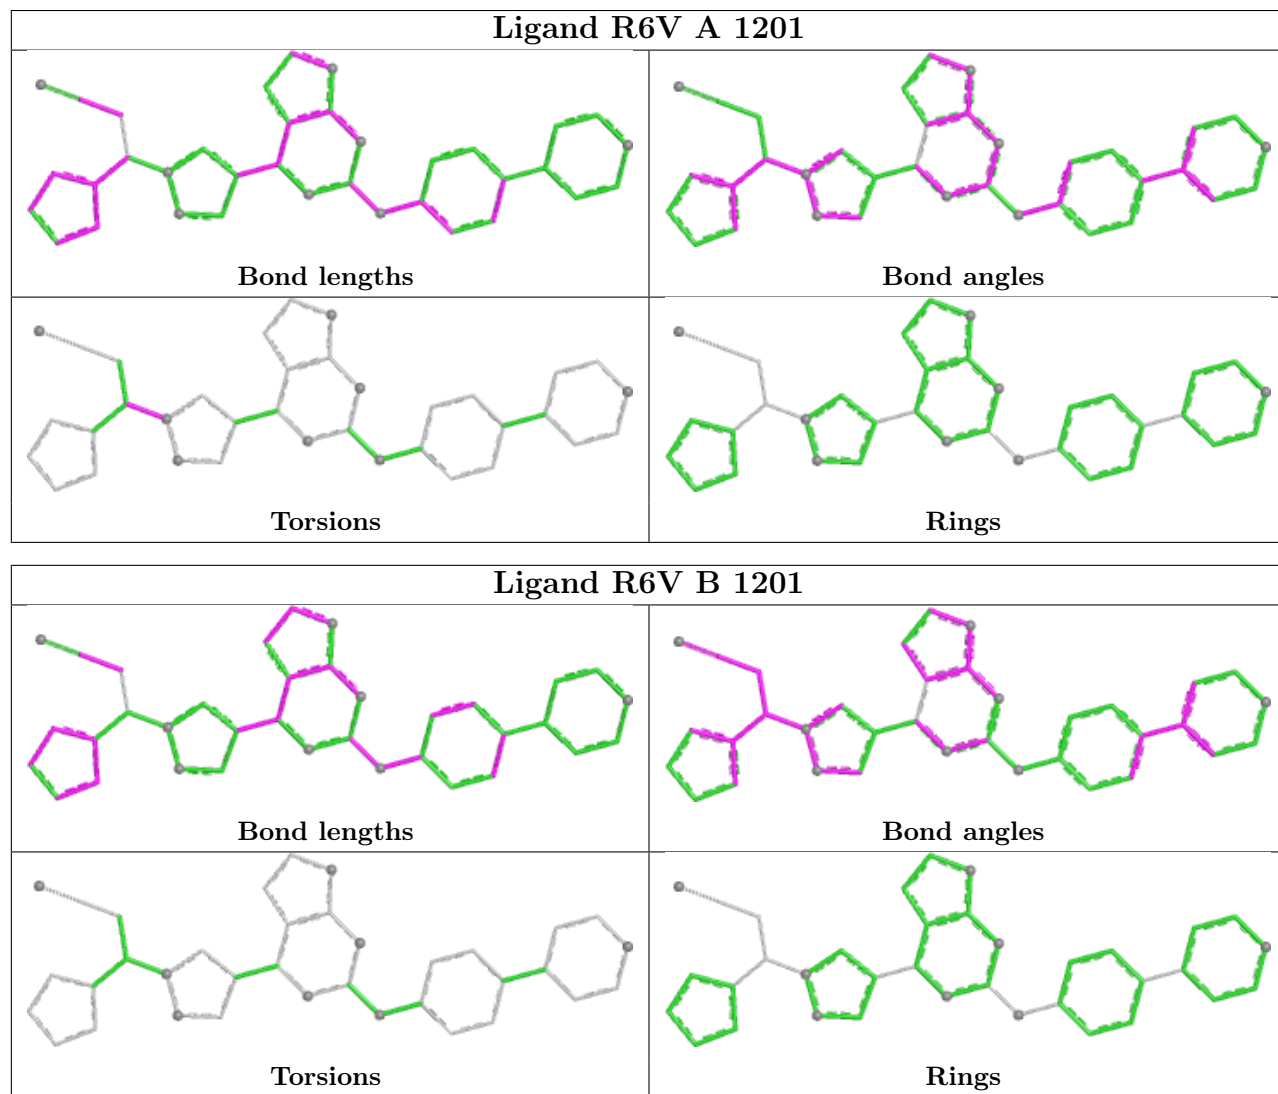 Ligand R6V A 1201
Bond lengths
Bond angles
Torsions
Rings
Ligand R6V B 1201
Bond lengths
Bond angles
Torsions
Rings